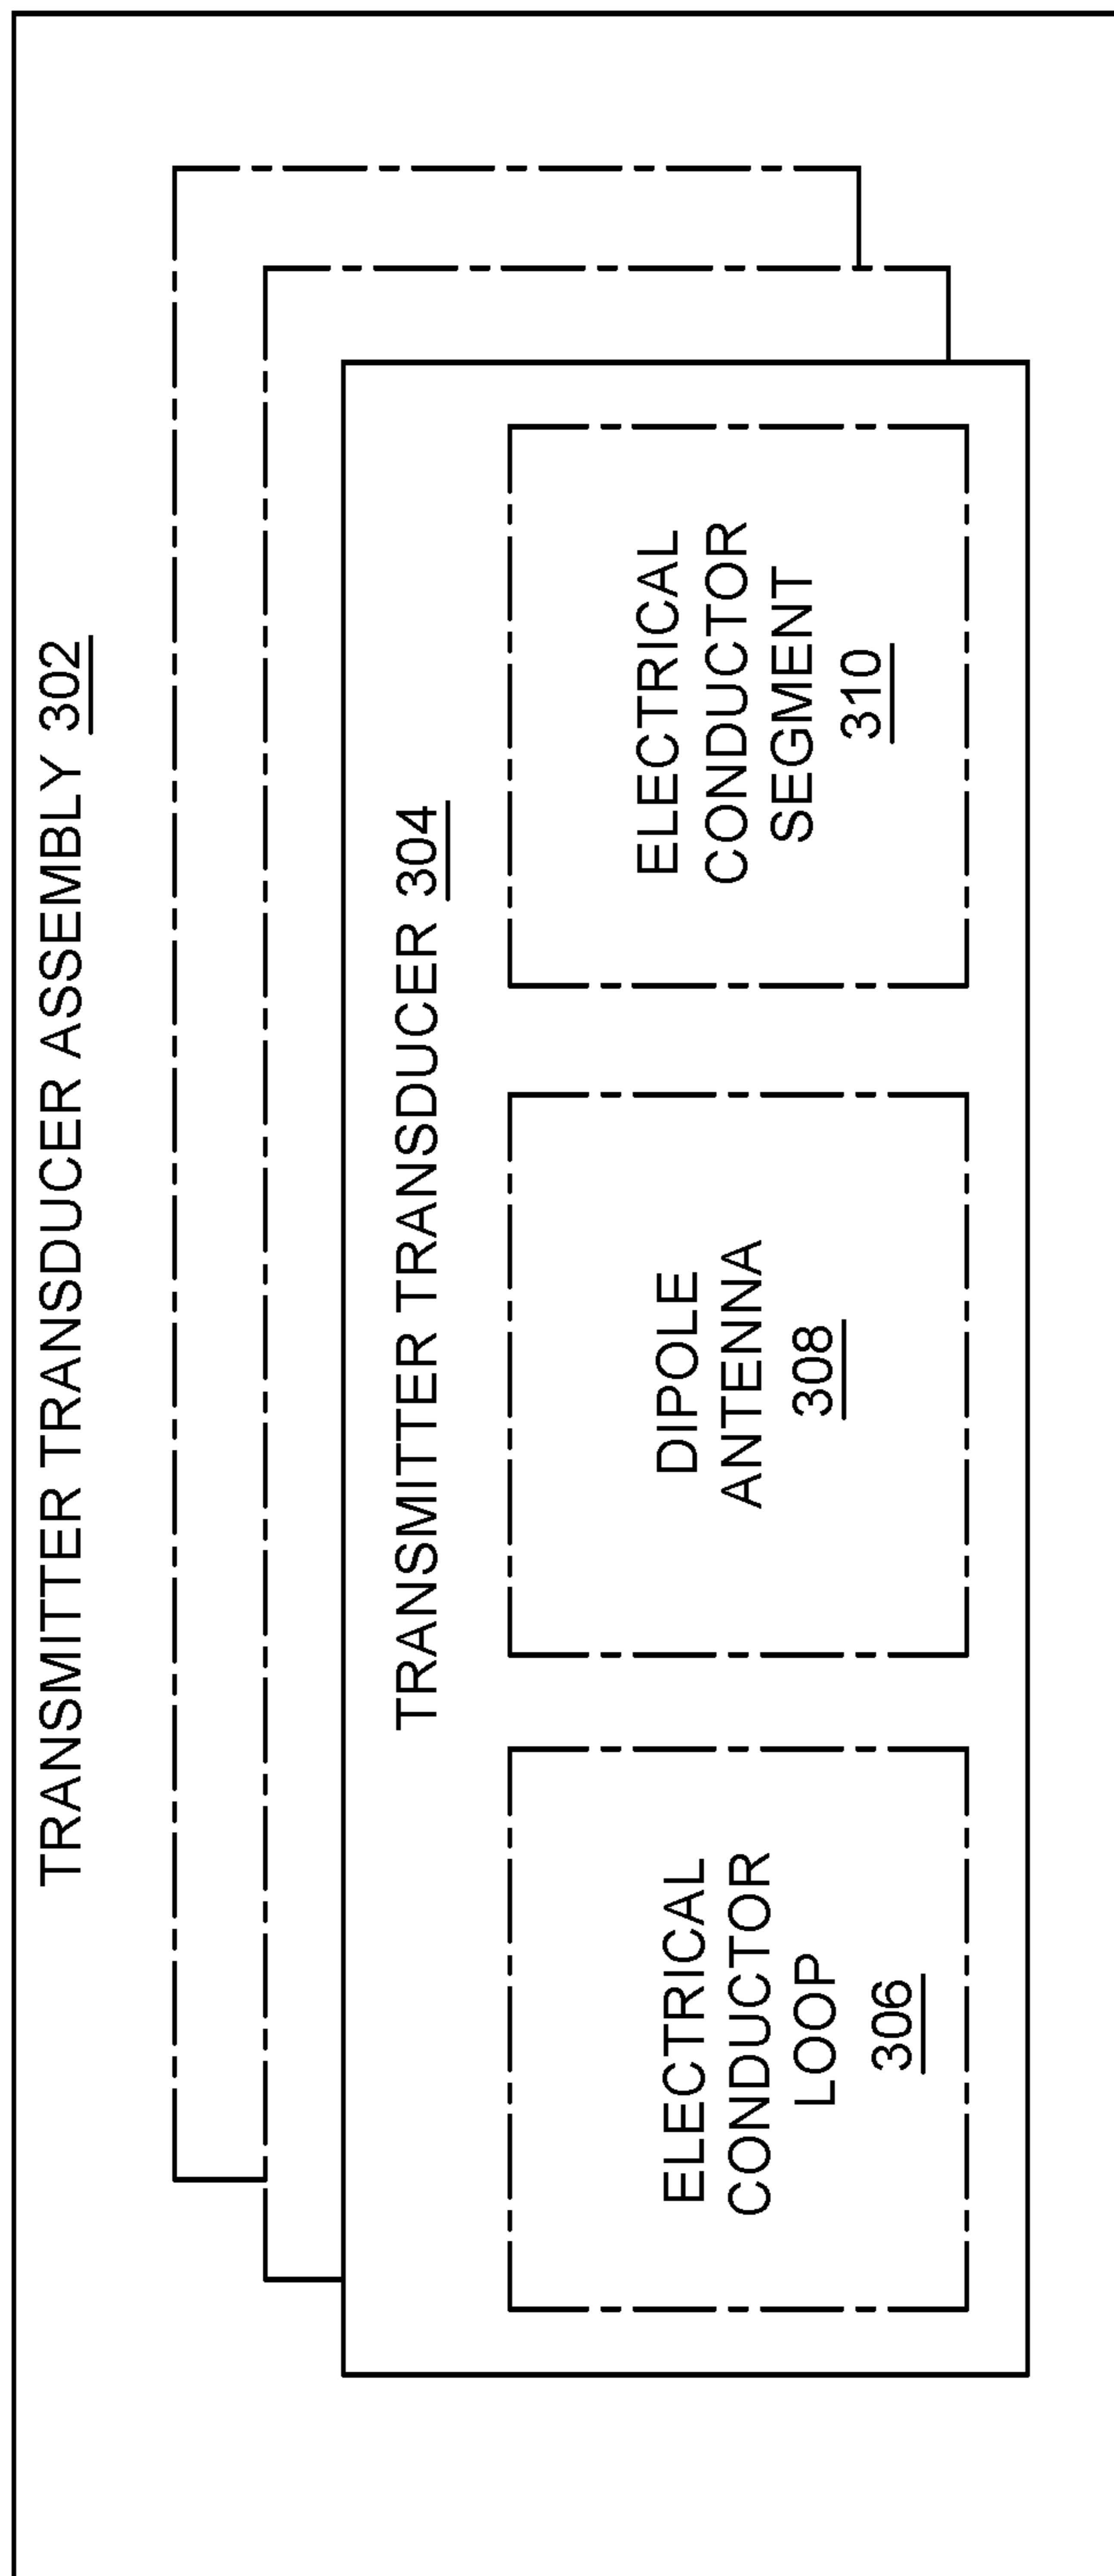 TRANSMITTER TRANSDUCER ASSEMBLY 302
TRANSMITTER TRANSDUCER 304
ELECTRICAL
CONDUCTOR
LOOP
306
DIPOLE
ANTENNA
308
ELECTRICAL
CONDUCTOR
SEGMENT
310